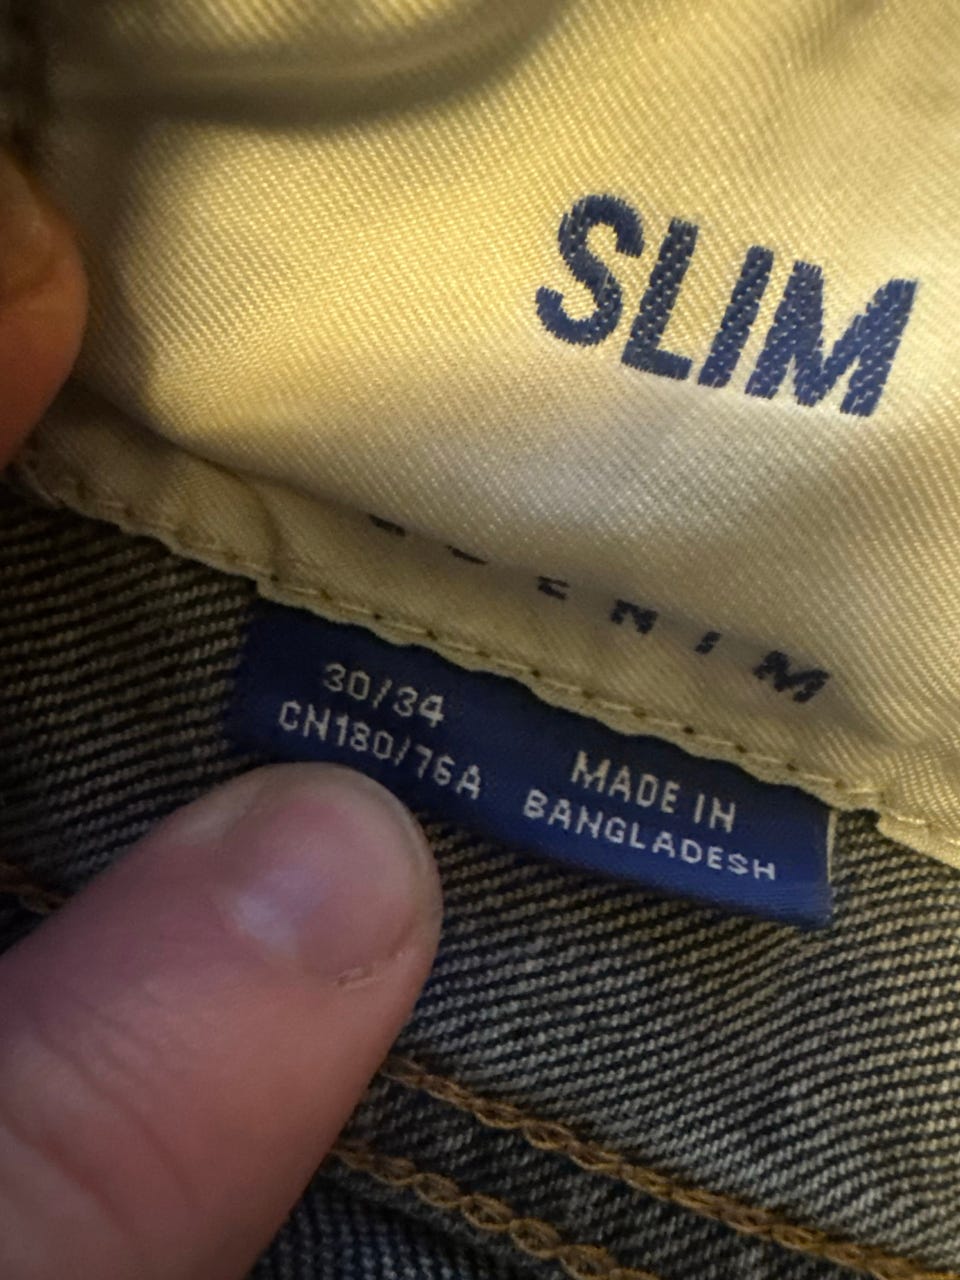 SLIM
DENIM
30/34
CN180/76A
MADE IN
BANGLADESH